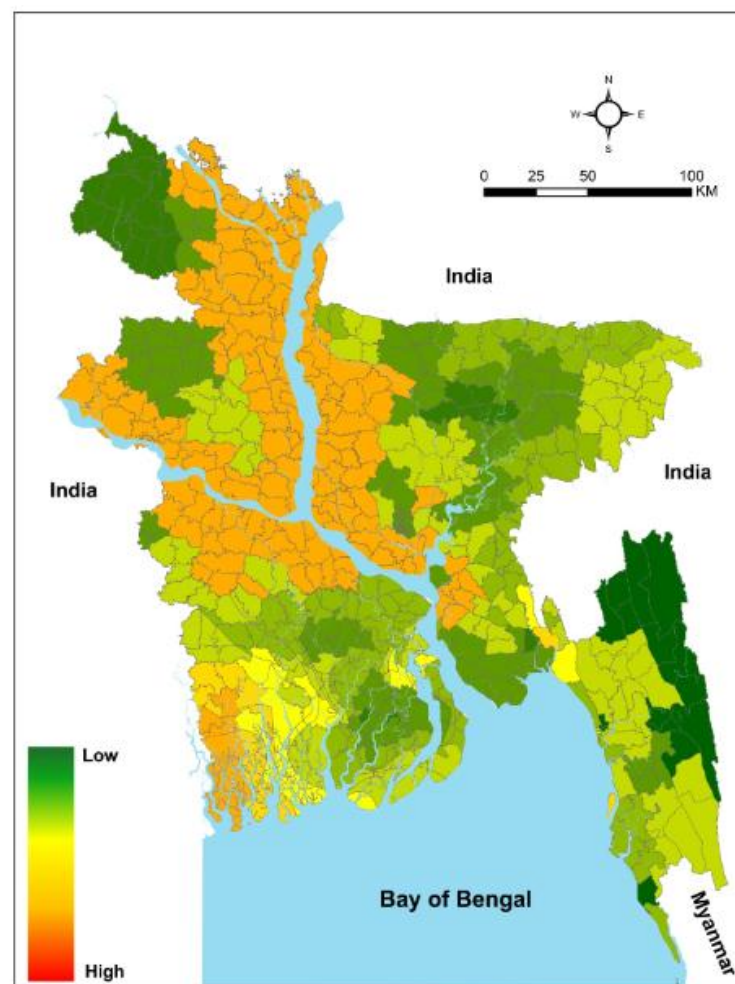 N
W E
S
0 25 50 100
KM
India
India
India
Low
High
Bay of Bengal
Myanmar